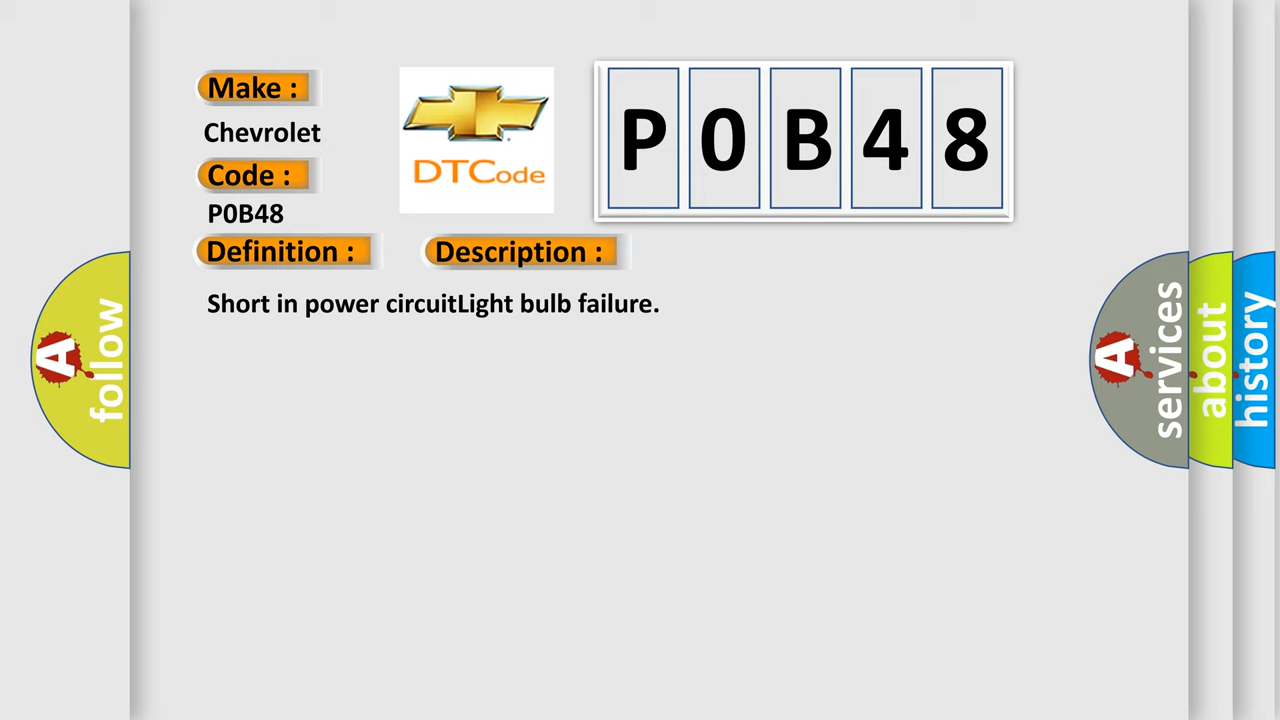 Make :
Chevrolet
Code :
P0B48
Definition :
Description :
Short in power circuitLight bulb failure.
DTCode
P 0 B 4 8
A follow
A services
about
history